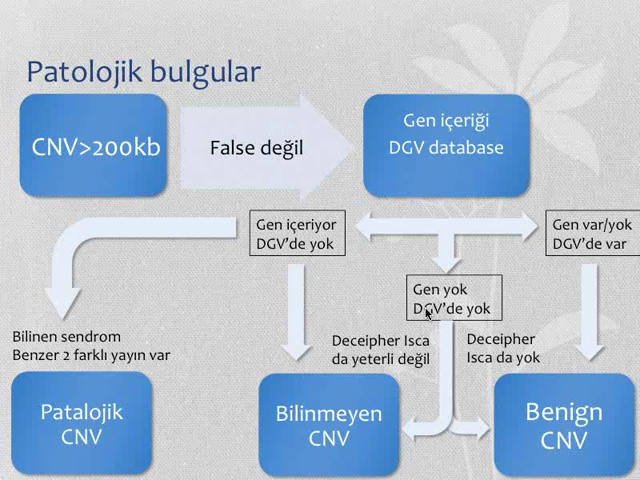 Patolojik bulgular
CNV>200kb
False değil
Gen içeriği
DGV database
Gen içeriyor
DGV'de yok
Gen var/yok
DGV'de var
Gen yok
DGV'de yok
Bilinen sendrom
Benzer 2 farklı yayın var
Deceipher Isca
da yeterli değil
Deceipher
Isca da yok
Patalojik
CNV
Bilinmeyen
CNV
Benign
CNV